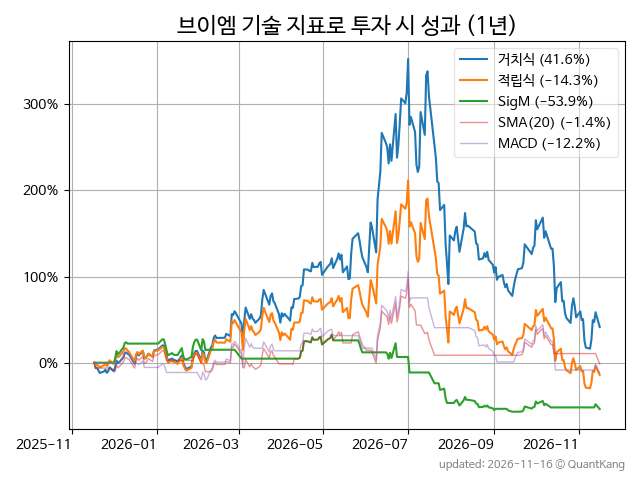 브이엠 기술 지표로 투자 시 성과 (1년)
거치식 (41.6%)
적립식 (−14.3%)
SigM (−53.9%)
SMA(20) (−1.4%)
MACD (−12.2%)
300%
200%
100%
0%
2025-11 2026-01 2026-03 2026-05 2026-07 2026-09 2026-11
updated: 2026-11-16 ⓒ QuantKang